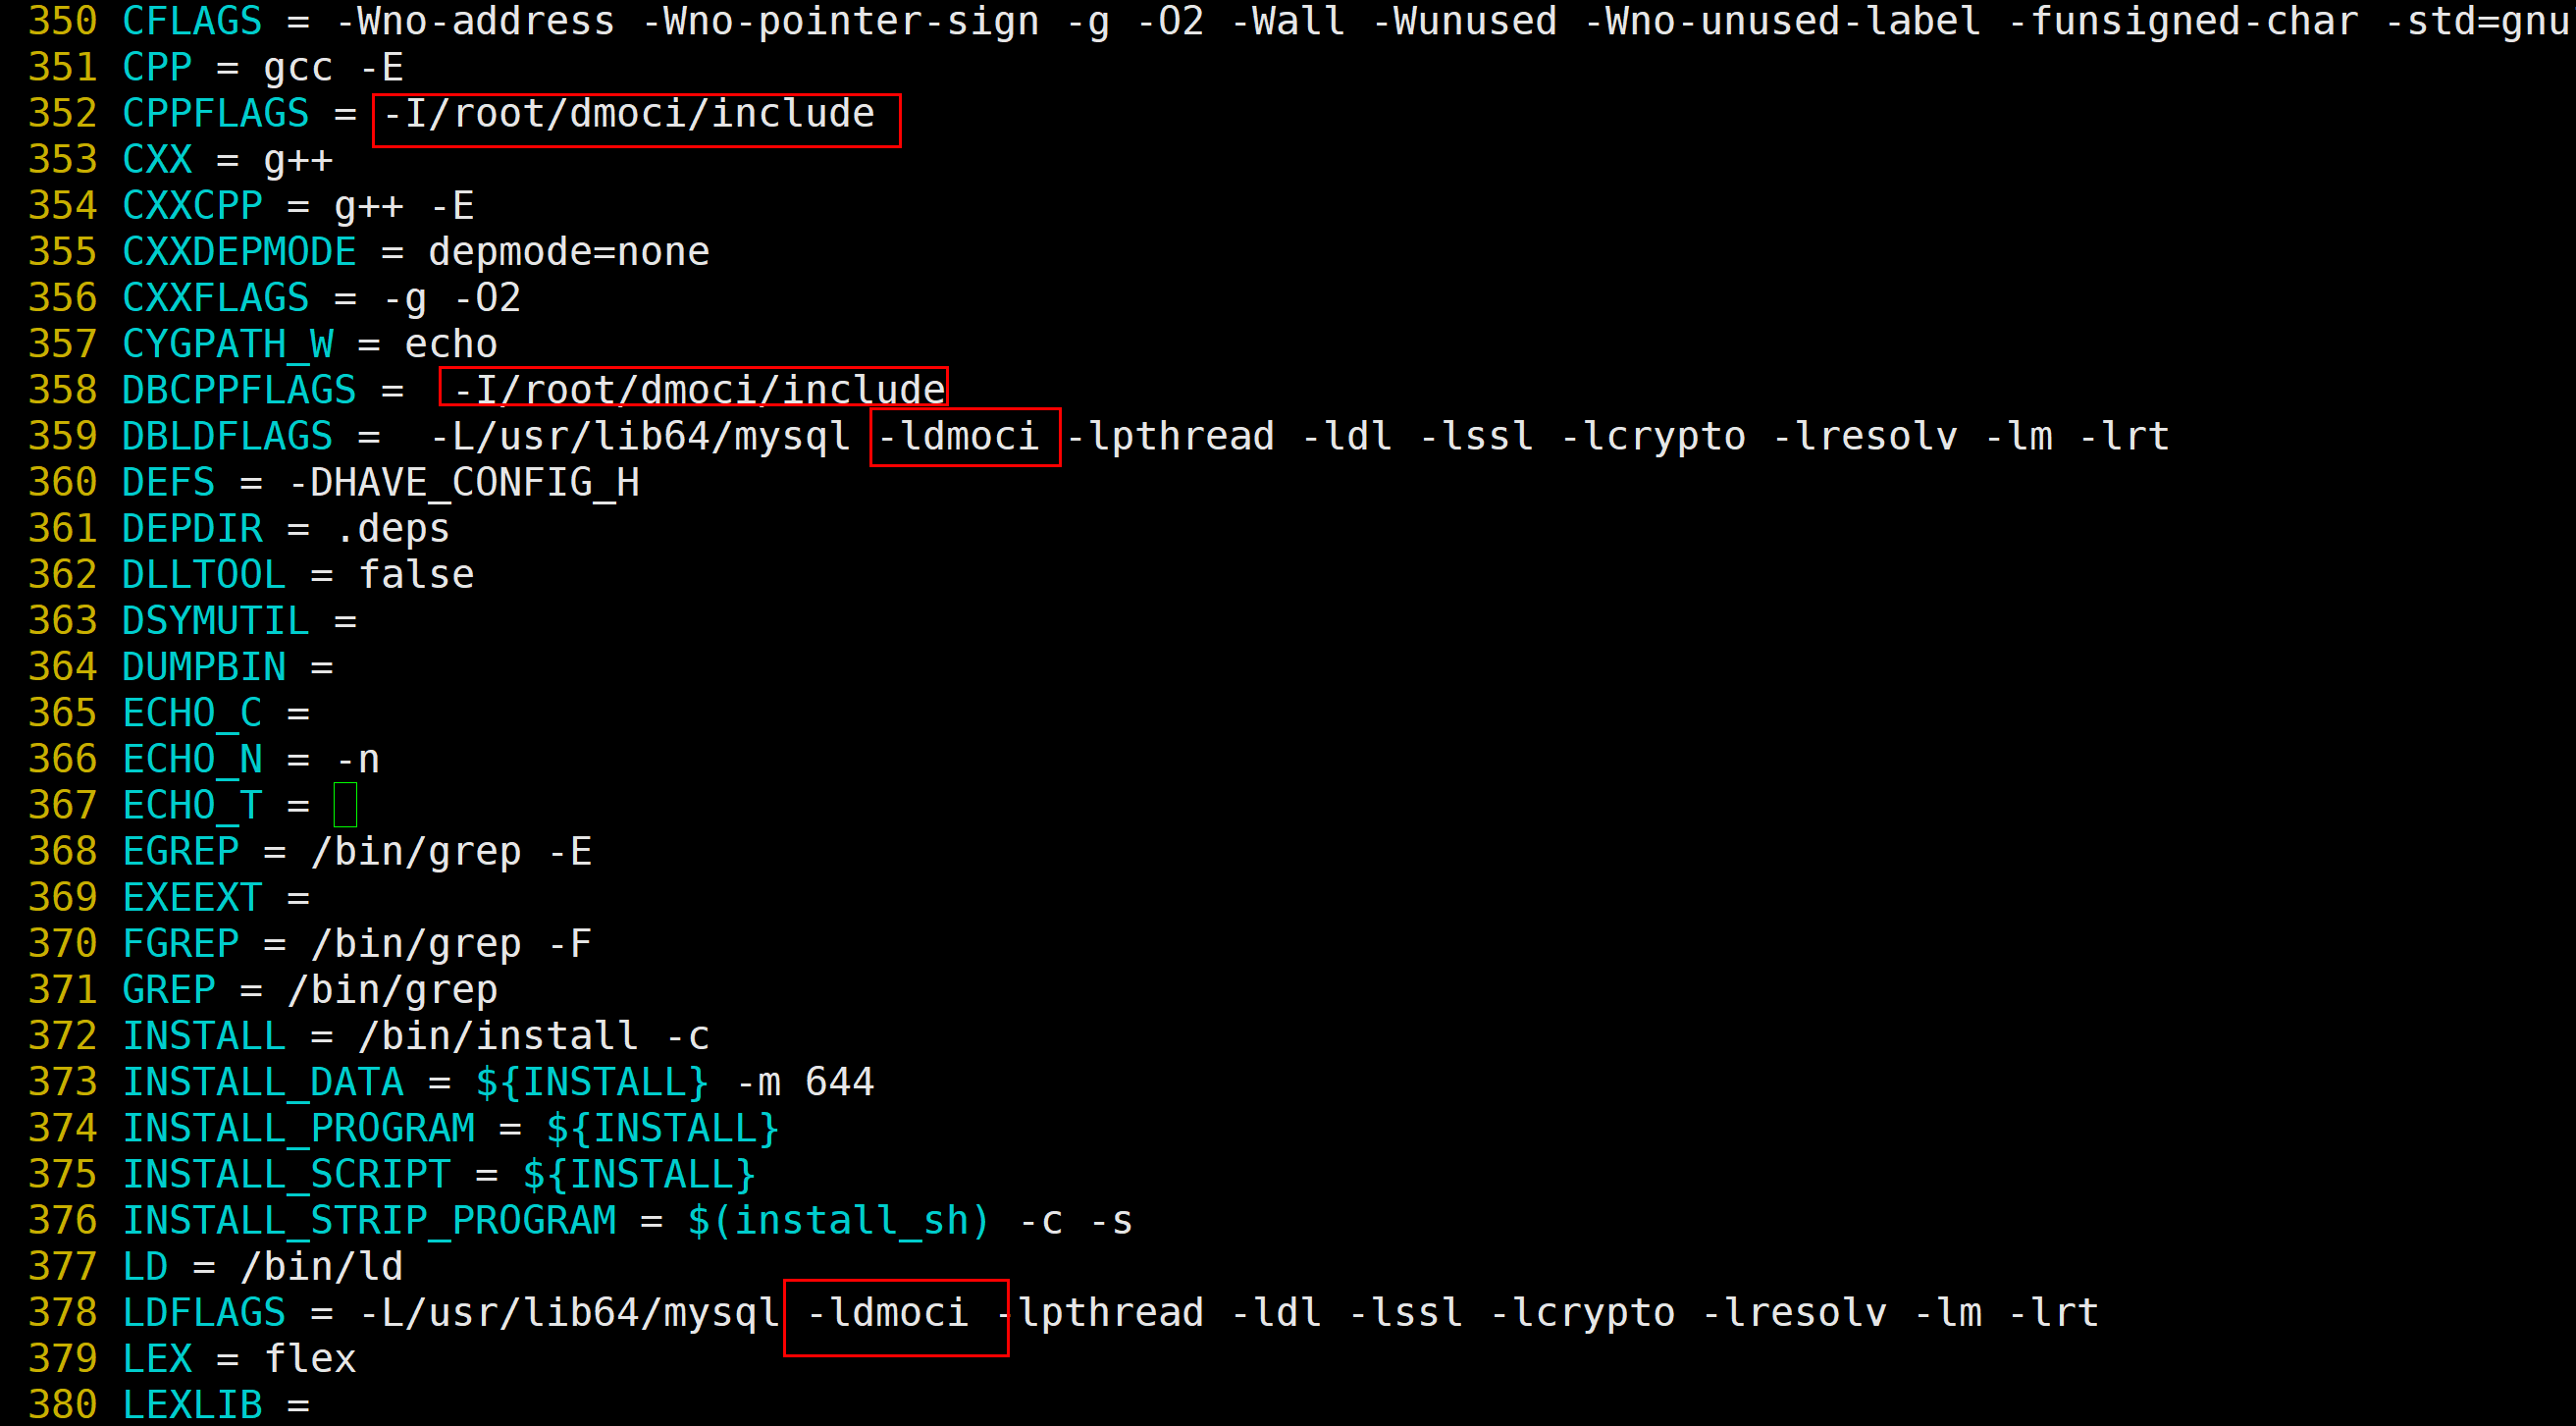 350 CFLAGS = -Wno-address -Wno-pointer-sign -g -O2 -Wall -Wunused -Wno-unused-label -funsigned-char -std=gnu
351 CPP = gcc -E
352 CPPFLAGS = -I/root/dmoci/include
353 CXX = g++
354 CXXCPP = g++ -E
355 CXXDEPMODE = depmode=none
356 CXXFLAGS = -g -O2
357 CYGPATH_W = echo
358 DBCPPFLAGS =  -I/root/dmoci/include
359 DBLDFLAGS =  -L/usr/lib64/mysql -ldmoci -lpthread -ldl -lssl -lcrypto -lresolv -lm -lrt
360 DEFS = -DHAVE_CONFIG_H
361 DEPDIR = .deps
362 DLLTOOL = false
363 DSYMUTIL =
364 DUMPBIN =
365 ECHO_C =
366 ECHO_N = -n
367 ECHO_T =
368 EGREP = /bin/grep -E
369 EXEEXT =
370 FGREP = /bin/grep -F
371 GREP = /bin/grep
372 INSTALL = /bin/install -c
373 INSTALL_DATA = ${INSTALL} -m 644
374 INSTALL_PROGRAM = ${INSTALL}
375 INSTALL_SCRIPT = ${INSTALL}
376 INSTALL_STRIP_PROGRAM = $(install_sh) -c -s
377 LD = /bin/ld
378 LDFLAGS = -L/usr/lib64/mysql -ldmoci -lpthread -ldl -lssl -lcrypto -lresolv -lm -lrt
379 LEX = flex
380 LEXLIB =